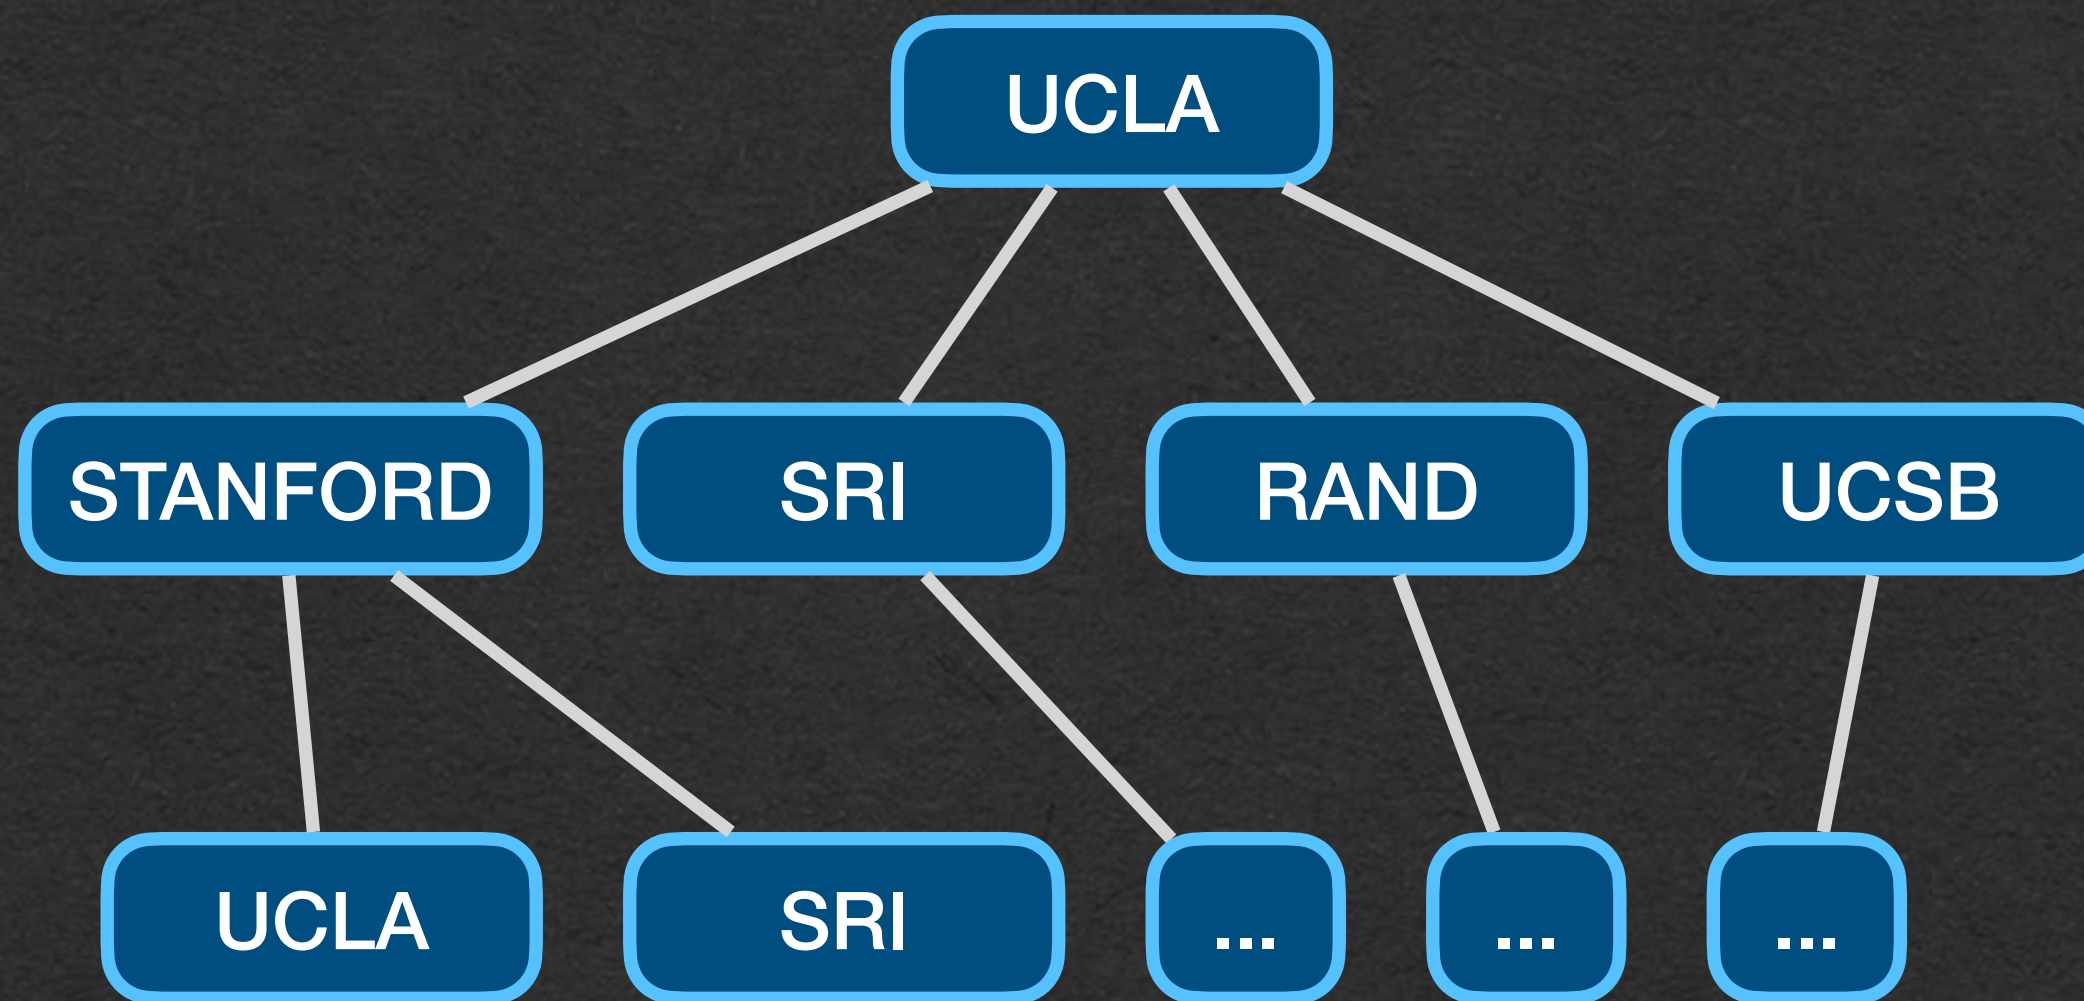 UCLA
STANFORD
SRI
RAND
UCSB
UCLA
SRI
...
...
...